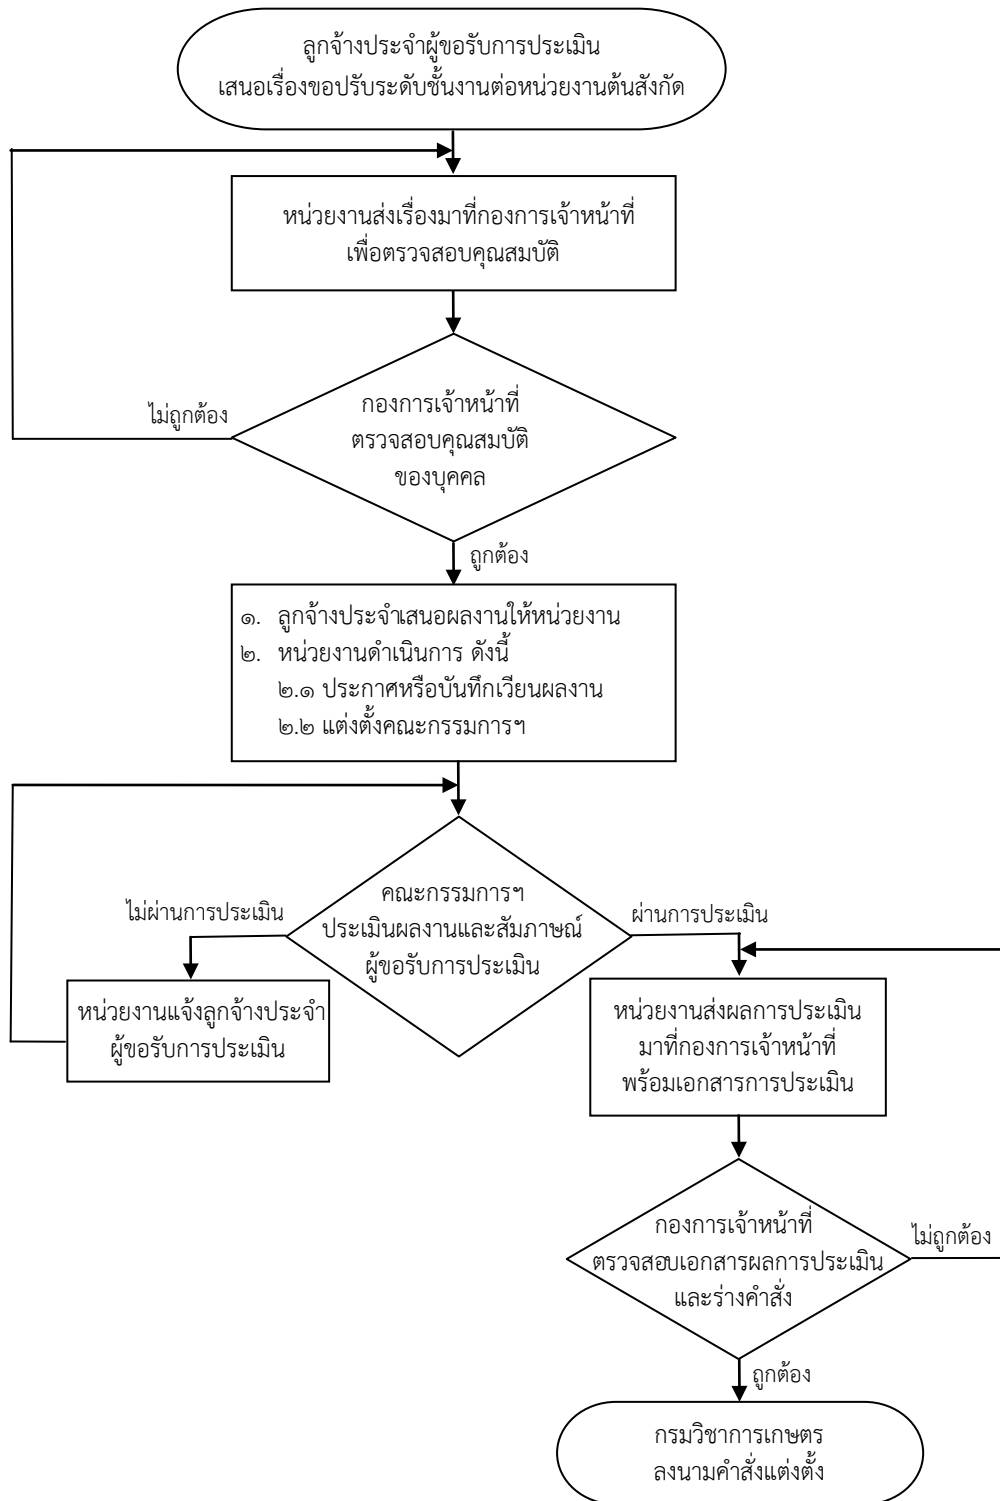 ลูกจ้างประจำผู้ขอรับการประเมิน
เสนอเรื่องขอปรับระดับชั้นงานต่อหน่วยงานต้นสังกัด
หน่วยงานส่งเรื่องมาที่กองการเจ้าหน้าที่
เพื่อตรวจสอบคุณสมบัติ
ไม่ถูกต้อง
กองการเจ้าหน้าที่
ตรวจสอบคุณสมบัติ
ของบุคคล
ถูกต้อง
๑. ลูกจ้างประจำเสนอผลงานให้หน่วยงาน
๒. หน่วยงานดำเนินการ ดังนี้
๒.๑ ประกาศหรือบันทึกเวียนผลงาน
๒.๒ แต่งตั้งคณะกรรมการฯ
คณะกรรมการฯ
ประเมินผลงานและสัมภาษณ์
ผู้ขอรับการประเมิน
ไม่ผ่านการประเมิน
ผ่านการประเมิน
หน่วยงานแจ้งลูกจ้างประจำ
ผู้ขอรับการประเมิน
หน่วยงานส่งผลการประเมิน
มาที่กองการเจ้าหน้าที่
พร้อมเอกสารการประเมิน
กองการเจ้าหน้าที่
ตรวจสอบเอกสารผลการประเมิน
และร่างคำสั่ง
ไม่ถูกต้อง
ถูกต้อง
กรมวิชาการเกษตร
ลงนามคำสั่งแต่งตั้ง